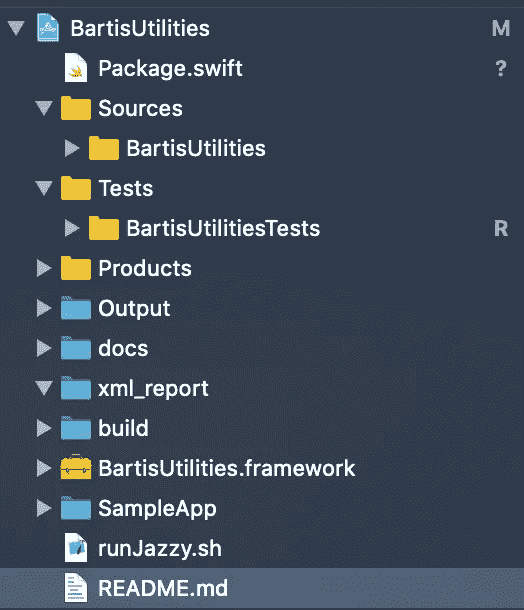 BartisUtilities M
Package.swift ?
Sources
BartisUtilities
Tests
BartisUtilitiesTests R
Products
Output
docs
xml_report
build
BartisUtilities.framework
SampleApp
runJazzy.sh
README.md